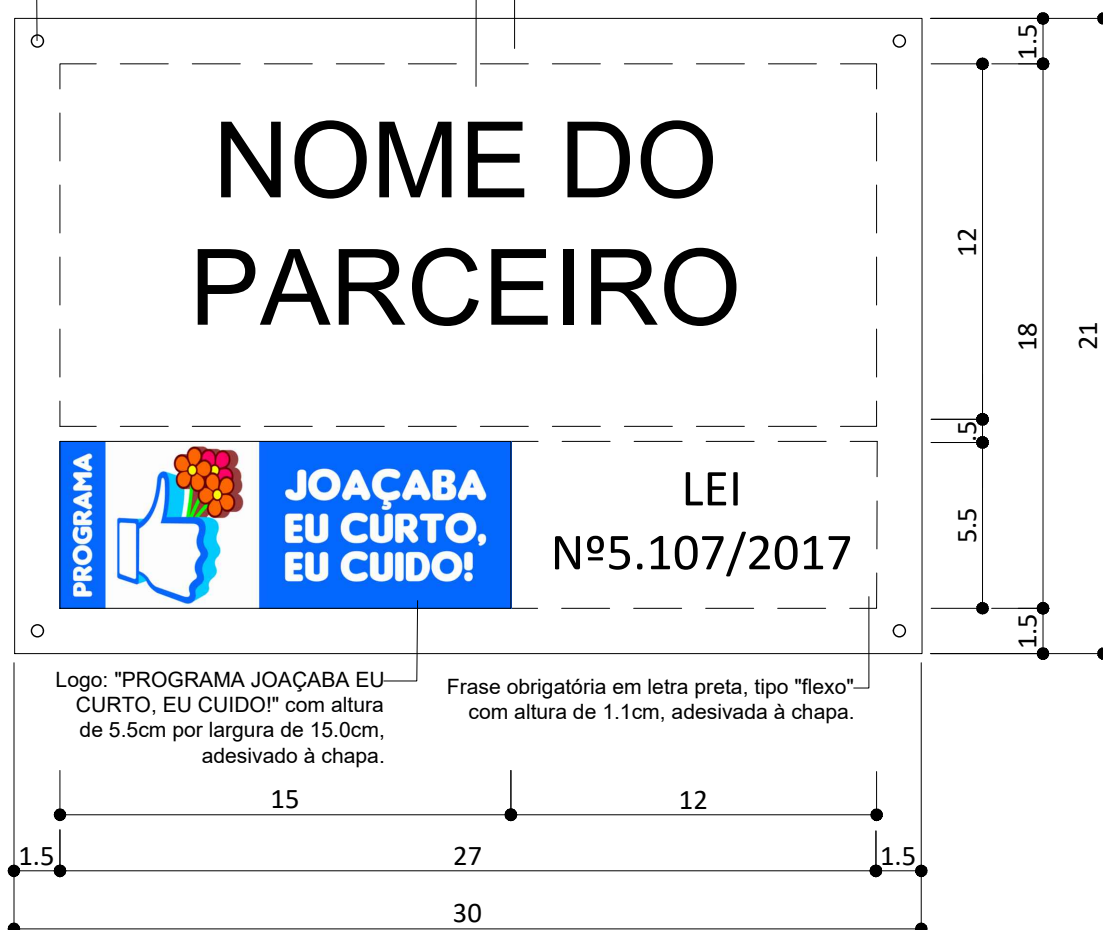 NOME DO
PARCEIRO
PROGRAMA
JOAÇABA
EU CURTO,
EU CUIDO!
LEI
Nº5.107/2017
1.5
12
18
21
.5
5.5
1.5
Logo: "PROGRAMA JOAÇABA EU
CURTO, EU CUIDO!" com altura
de 5.5cm por largura de 15.0cm,
adesivado à chapa.
Frase obrigatória em letra preta, tipo "flexo"
com altura de 1.1cm, adesivada à chapa.
15
12
1.5
27
1.5
30